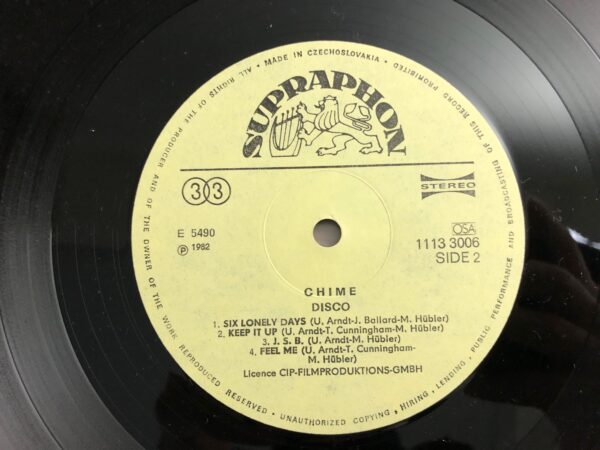 ALL RIGHTS OF THE PRODUCER AND OF THE OWNER OF THE WORK REPRODUCED RESERVED • UNAUTHORIZED COPYING, HIRING, LENDING, PUBLIC PERFORMANCE AND BROADCASTING OF THIS RECORD PROHIBITED • MADE IN CZECHOSLOVAKIA •
SUPRAPHON
33
STEREO
E 5490
℗ 1982
OSA
1113 3006
SIDE 2
CHIME
DISCO
1. SIX LONELY DAYS (U. Arndt-J. Ballard-M. Hübler)
2. KEEP IT UP (U. Arndt-T. Cunningham-M. Hübler)
3. J. S. B. (U. Arndt-M. Hübler)
4. FEEL ME (U. Arndt-T. Cunningham-
M. Hübler)
Licence CIP-FILMPRODUKTIONS-GMBH